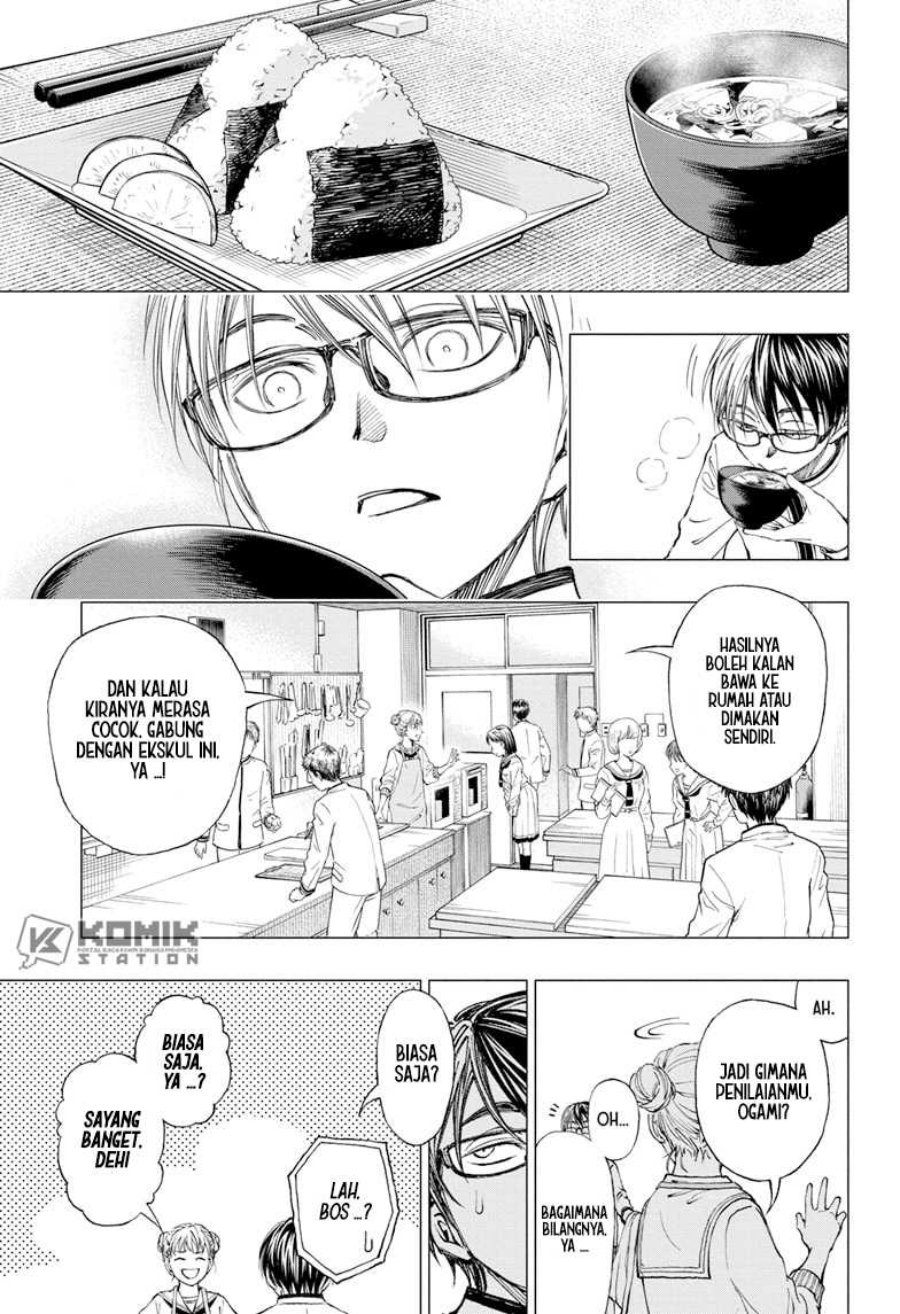 HASILNYA
BOLEH KALAN
BAWA KE
RUMAH ATAU
DIMAKAN
SENDIRI.
DAN KALAU
KIRANYA MERASA
COCOK, GABUNG
DENGAN EKSKUL INI,
YA ...!
KOMIK
STATION
AH.
JADI GIMANA
PENILAIANMU,
OGAMI?
OH...
BAGAIMANA
BILANGNYA,
YA ...
BIASA
SAJA?
BIASA
SAJA,
YA ...?
SAYANG
BANGET,
DEHI
LAH,
BOS ...?